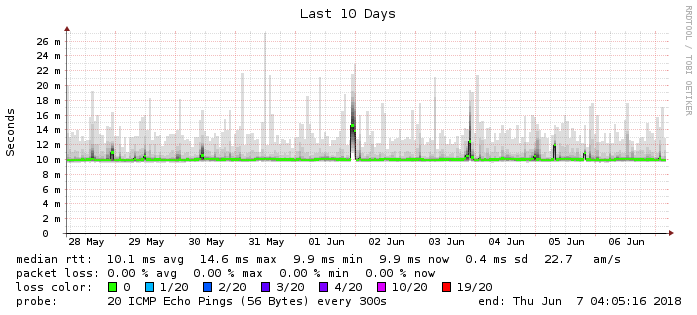 Last 10 Days
RRDTOOL / TOBI OETIKER
Seconds
26 m
24 m
22 m
20 m
18 m
16 m
14 m
12 m
10 m
8 m
6 m
4 m
2 m
0
28 May 29 May 30 May 31 May 01 Jun 02 Jun 03 Jun 04 Jun 05 Jun 06 Jun
median rtt: 10.1 ms avg 14.6 ms max 9.9 ms min 9.9 ms now 0.4 ms sd 22.7 am/s
packet loss: 0.00 % avg 0.00 % max 0.00 % min 0.00 % now
loss color: 0 1/20 2/20 3/20 4/20 10/20 19/20
probe: 20 ICMP Echo Pings (56 Bytes) every 300s end: Thu Jun 7 04:05:16 2018